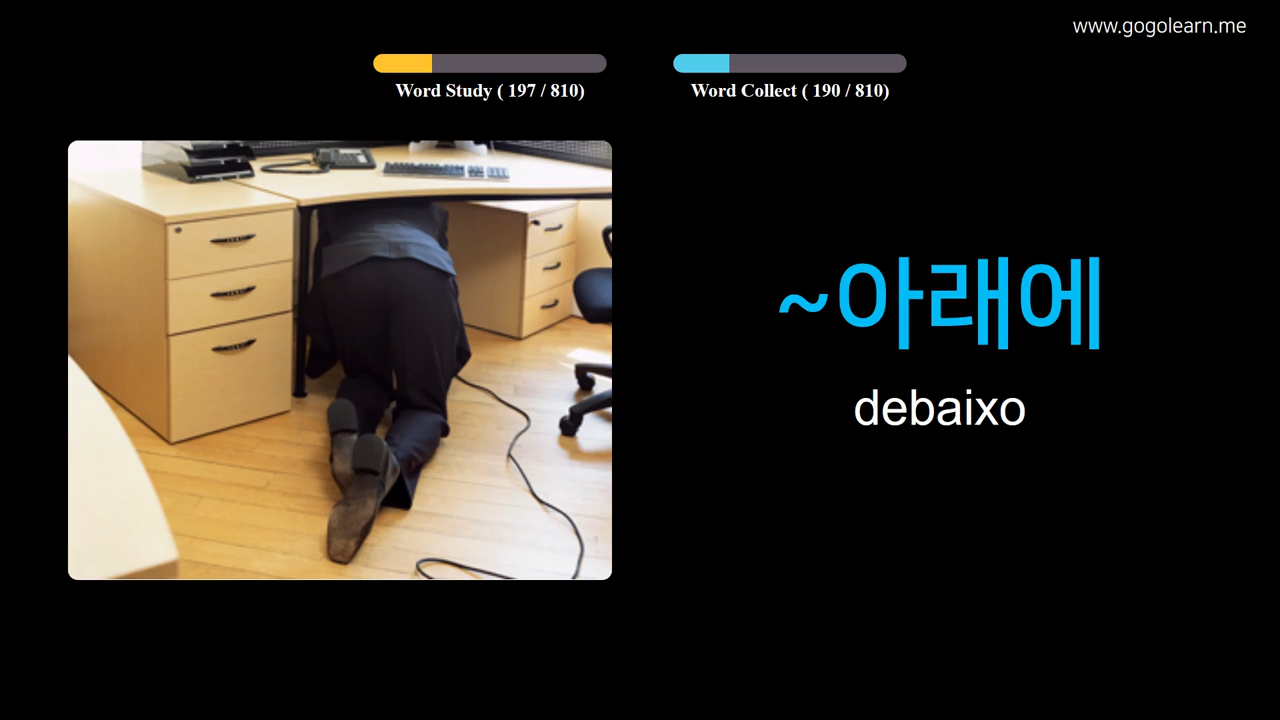 www.gogolearn.me
Word Study ( 197 / 810)
Word Collect ( 190 / 810)
~아래에
debaixo